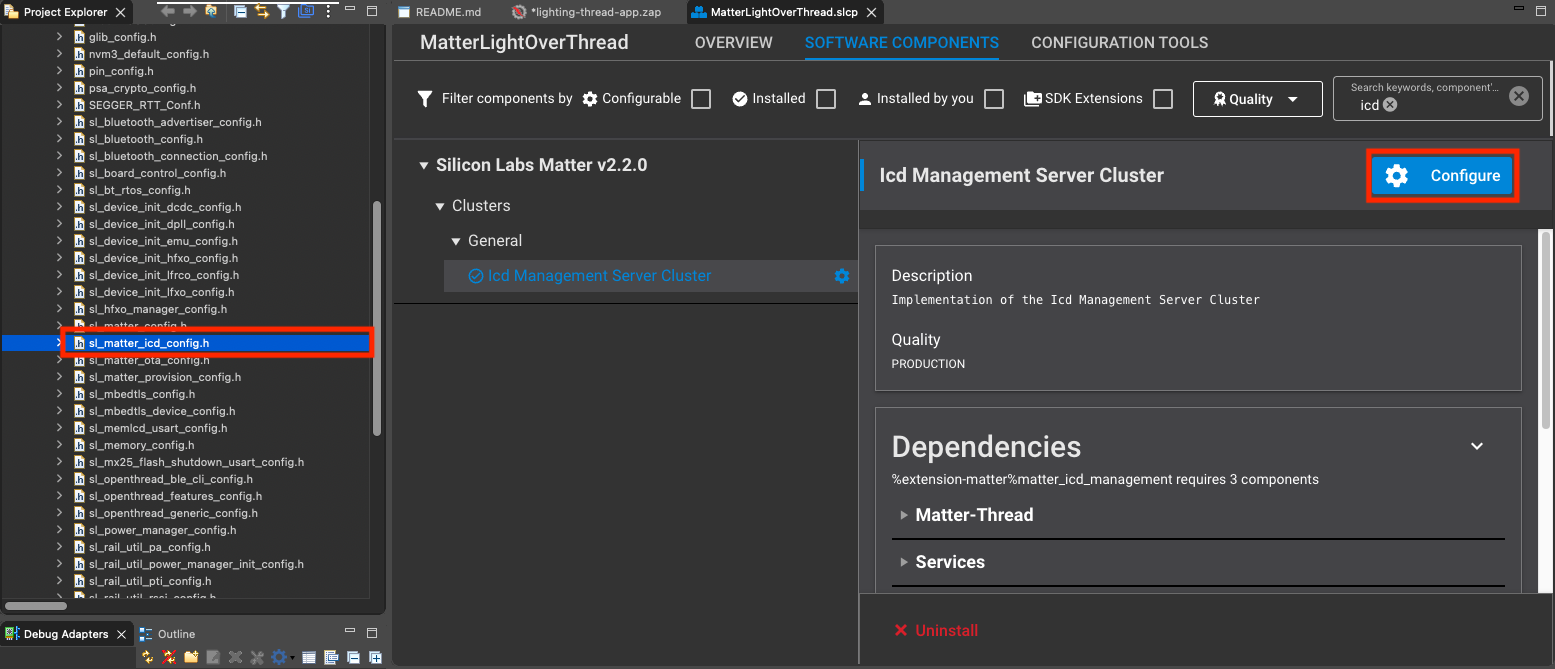 Project Explorer
glib_config.h
nvm3_default_config.h
pin_config.h
psa_crypto_config.h
SEGGER_RTT_Conf.h
sl_bluetooth_advertiser_config.h
sl_bluetooth_config.h
sl_bluetooth_connection_config.h
sl_board_control_config.h
sl_bt_rtos_config.h
sl_device_init_dcdc_config.h
sl_device_init_dpll_config.h
sl_device_init_emu_config.h
sl_device_init_hfxo_config.h
sl_device_init_lfrco_config.h
sl_device_init_lfxo_config.h
sl_hfxo_manager_config.h
sl_matter_config.h
sl_matter_icd_config.h
sl_matter_ota_config.h
sl_matter_provision_config.h
sl_mbedtls_config.h
sl_mbedtls_device_config.h
sl_memlcd_usart_config.h
sl_memory_config.h
sl_mx25_flash_shutdown_usart_config.h
sl_openthread_ble_cli_config.h
sl_openthread_features_config.h
sl_openthread_generic_config.h
sl_power_manager_config.h
sl_rail_util_pa_config.h
sl_rail_util_power_manager_init_config.h
sl_rail_util_pti_config.h
sl_rail_util_rssi_config.h
Debug Adapters Outline
README.md *lighting-thread-app.zap MatterLightOverThread.slcp
MatterLightOverThread OVERVIEW SOFTWARE COMPONENTS CONFIGURATION TOOLS
Filter components by Configurable Installed Installed by you SDK Extensions Quality
Search keywords, component'...
icd
Silicon Labs Matter v2.2.0
Clusters
General
Icd Management Server Cluster
Icd Management Server Cluster Configure
Description
Implementation of the Icd Management Server Cluster
Quality
PRODUCTION
Dependencies
%extension-matter%matter_icd_management requires 3 components
Matter-Thread
Services
Uninstall